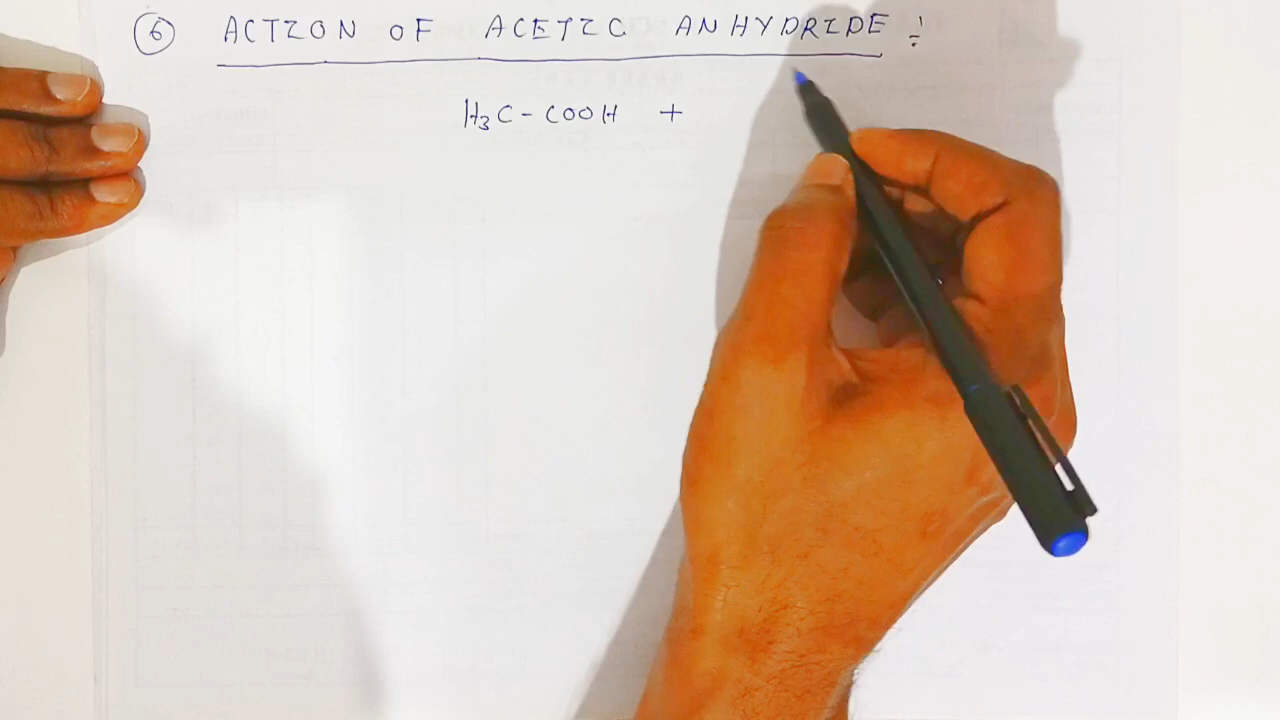 6 ACTION OF ACETIC ANHYDRIDE :
H₃C - COOH +